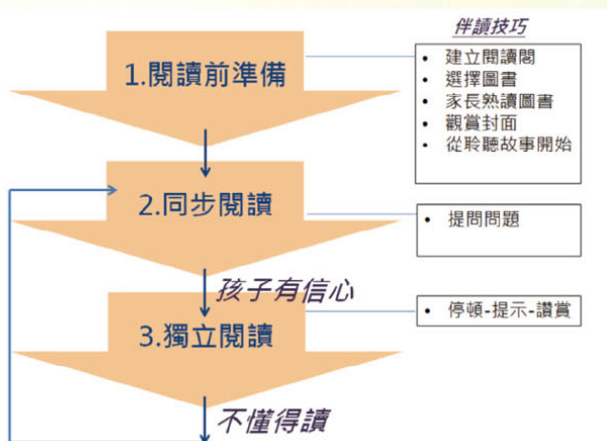 伴讀技巧
1.閱讀前準備
• 建立閱讀閣
• 選擇圖書
• 家長熟讀圖書
• 觀賞封面
• 從聆聽故事開始
2.同步閱讀
• 提問問題
孩子有信心
3.獨立閱讀
• 停頓-提示-讚賞
不懂得讀